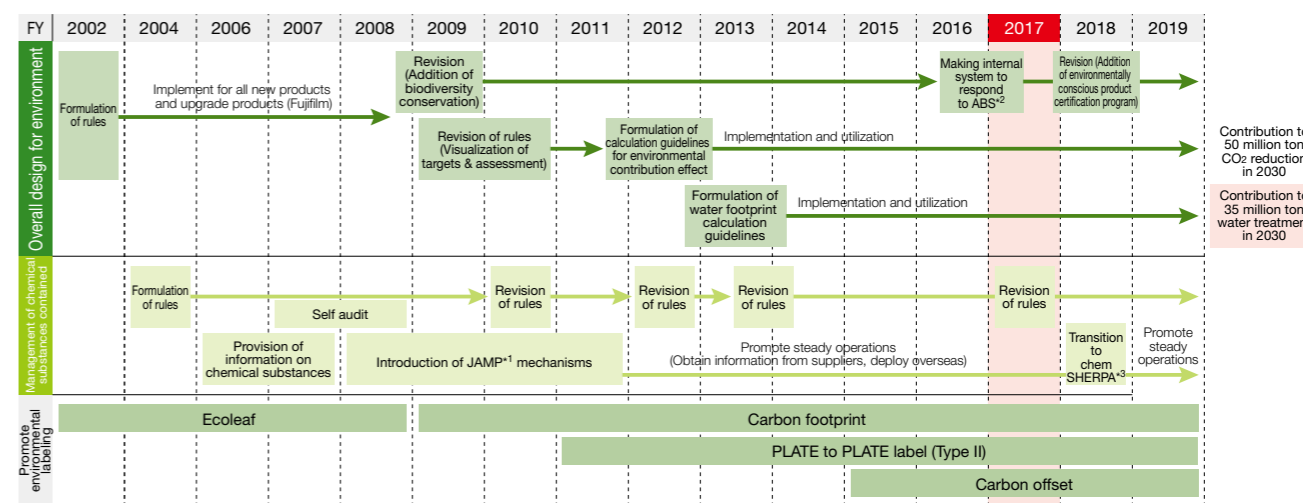 FY 2002 2004 2006 2007 2008 2009 2010 2011 2012 2013 2014 2015 2016 2017 2018 2019
Overall design for environment
Formulation
of rules
Implement for all new products
and upgrade products (Fujifilm)
Revision
(Addition of
biodiversity
conservation)
Making internal
system to
respond
to ABS*2
Revision (Addition
of environmentally
conscious product
certification program)
Revision of rules
(Visualization of
targets & assessment)
Formulation of
calculation guidelines
for environmental
contribution effect
Implementation and utilization
Contribution to
50 million ton
CO2 reduction
in 2030
Formulation of
water footprint
calculation
guidelines
Implementation and utilization
Contribution to
35 million ton
water treatment
in 2030
Management of chemical
substances contained
Formulation
of rules
Revision
of rules
Revision
of rules
Revision
of rules
Revision
of rules
Self audit
Provision of
information on
chemical substances
Introduction of JAMP*1 mechanisms
Promote steady operations
(Obtain information from suppliers, deploy overseas)
Transition
to
chem
SHERPA*3
Promote
steady
operations
Promote
environmental
labeling
Ecoleaf
Carbon footprint
PLATE to PLATE label (Type II)
Carbon offset